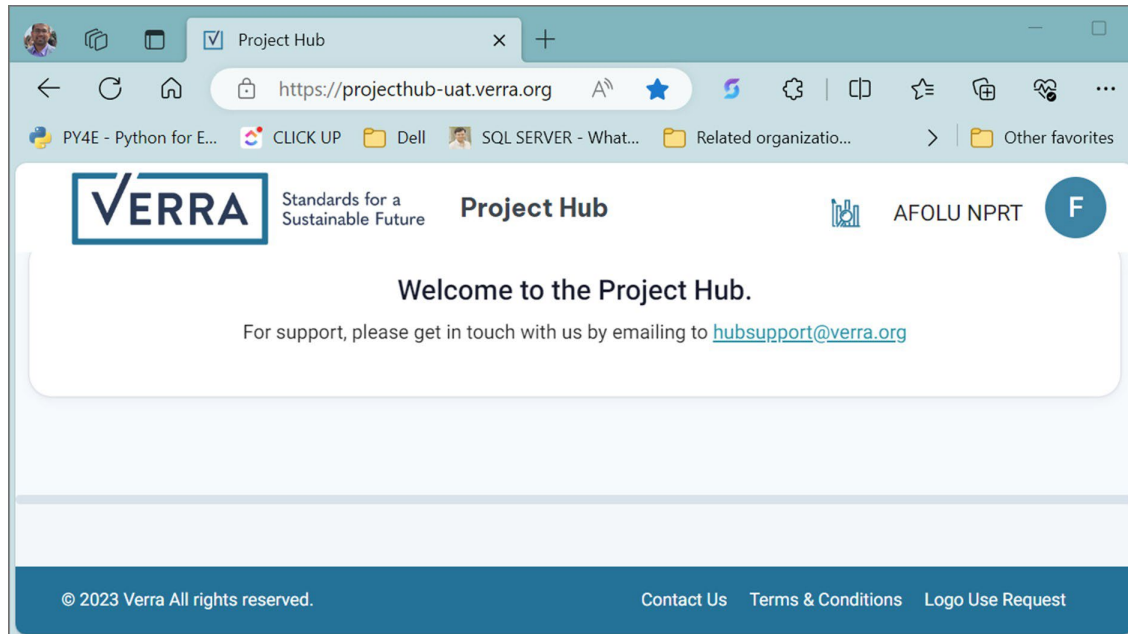 Project Hub
https://projecthub-uat.verra.org
PY4E - Python for E... CLICK UP Dell SQL SERVER - What... Related organizatio... Other favorites
VERRA Standards for a Sustainable Future Project Hub AFOLU NPRT F
Welcome to the Project Hub.
For support, please get in touch with us by emailing to hubsupport@verra.org
© 2023 Verra All rights reserved. Contact Us Terms & Conditions Logo Use Request